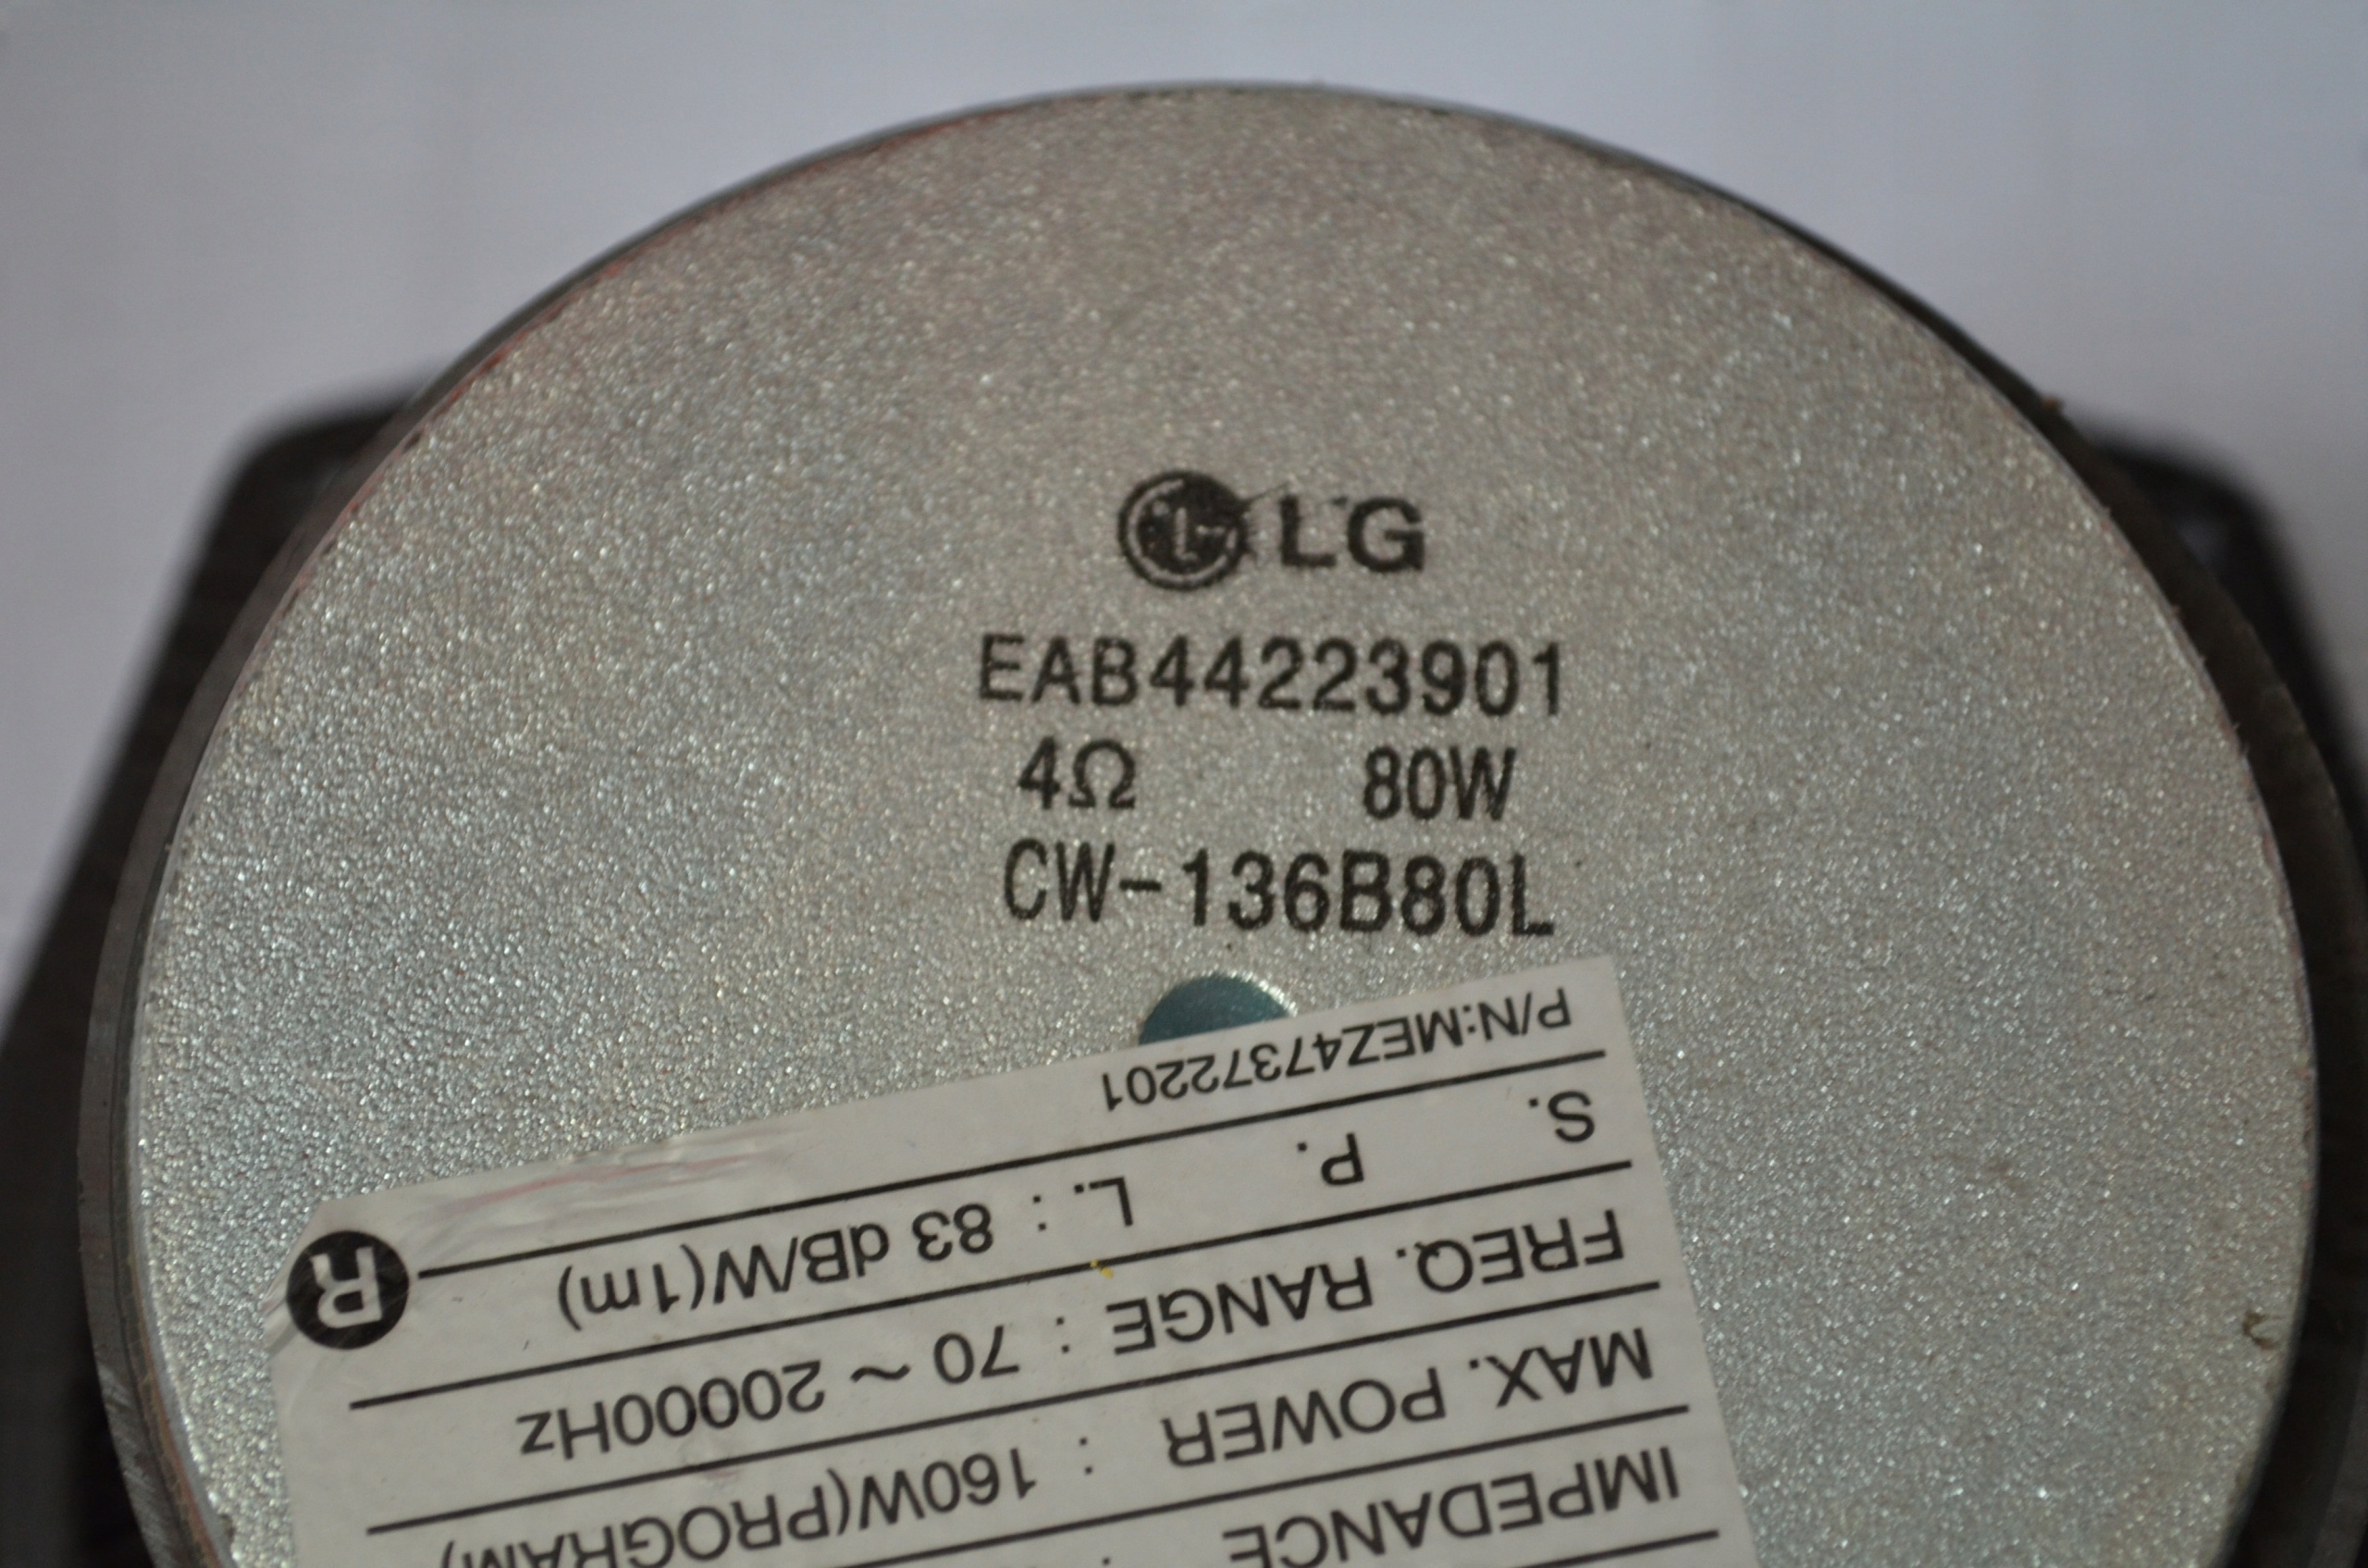 LG
EAB44223901
4Ω 80W
CW-136B80L
IMPEDANCE :
MAX. POWER : 160W(PROGRAM)
FREQ. RANGE : 70 ~ 20000Hz
S. P. L. : 83 dB/W(1m)
P/N:MEZ47372201
R